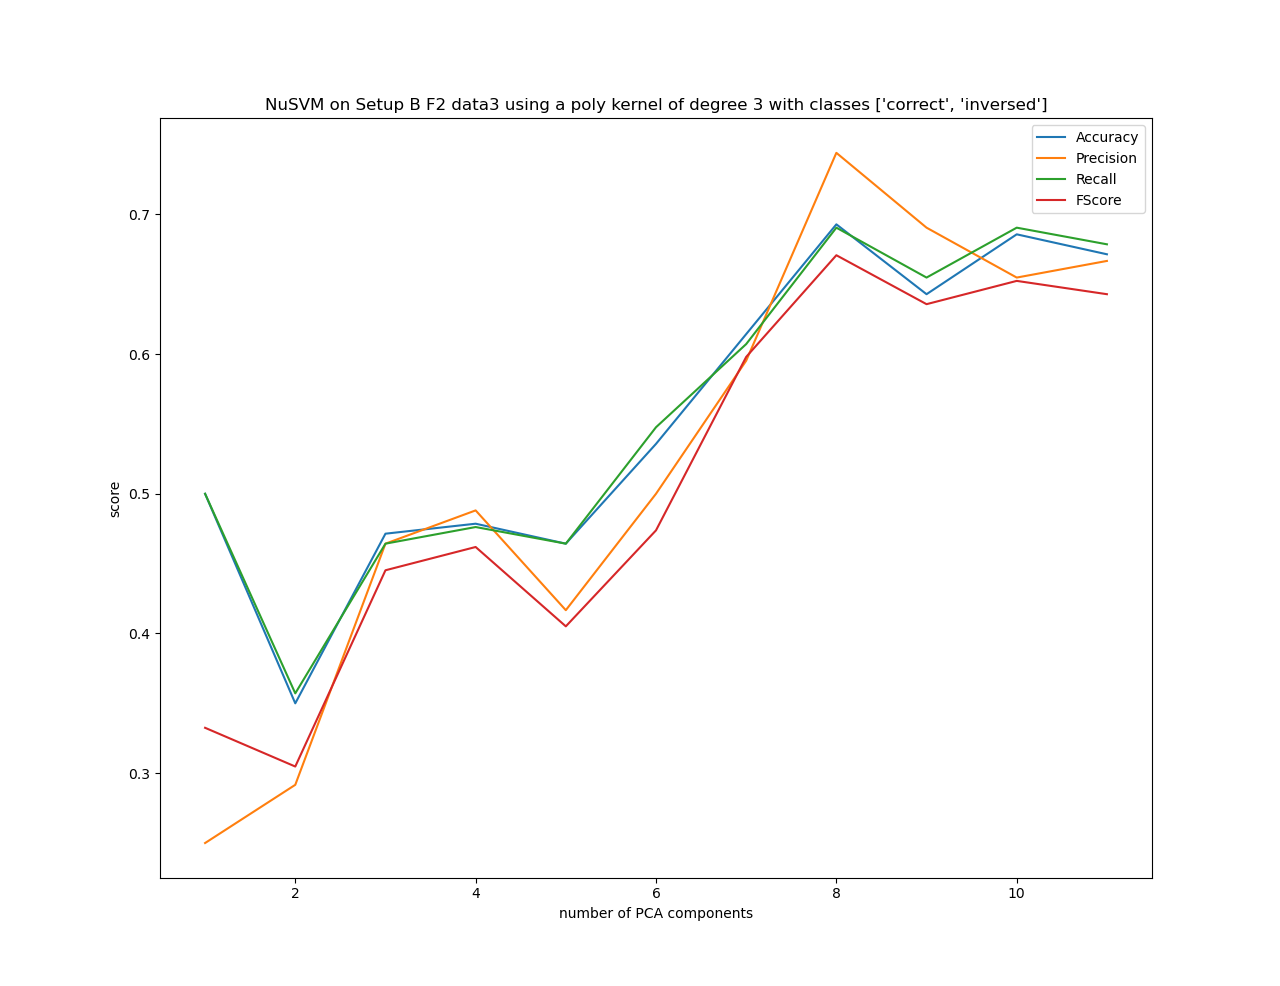 NuSVM on Setup B F2 data3 using a poly kernel of degree 3 with classes ['correct', 'inversed']
Accuracy
Precision
Recall
FScore
0.7
0.6
0.5
0.4
0.3
score
2 4 6 8 10
number of PCA components